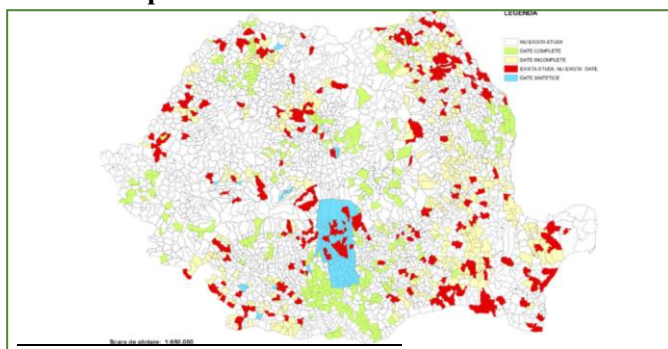 LEGENDA
NU EXISTA STUDII
DATE COMPLETE
DATE INCOMPLETE
EXISTA STUDII, NU EXISTA DATE
DATE SINTETICE
Scara de plotare: 1:650.000